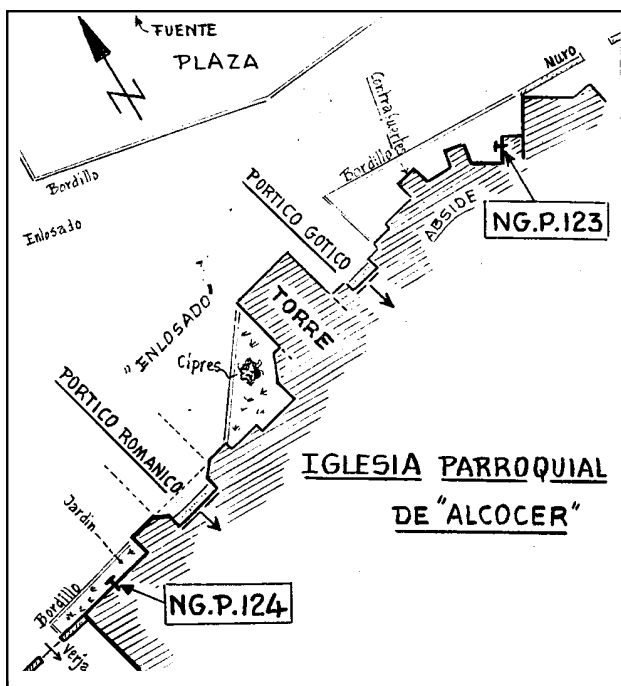 FUENTE
PLAZA
N
Muro
Contrafuertes
Bordillo
Bordillo
PORTICO GOTICO
ABSIDE
NG.P.123
Enlosado
TORRE
"ENLOSADO"
Cipres
PORTICO ROMANICO
IGLESIA PARROQUIAL
DE "ALCOCER"
Jardin
Bordillo
NG.P.124
Verja